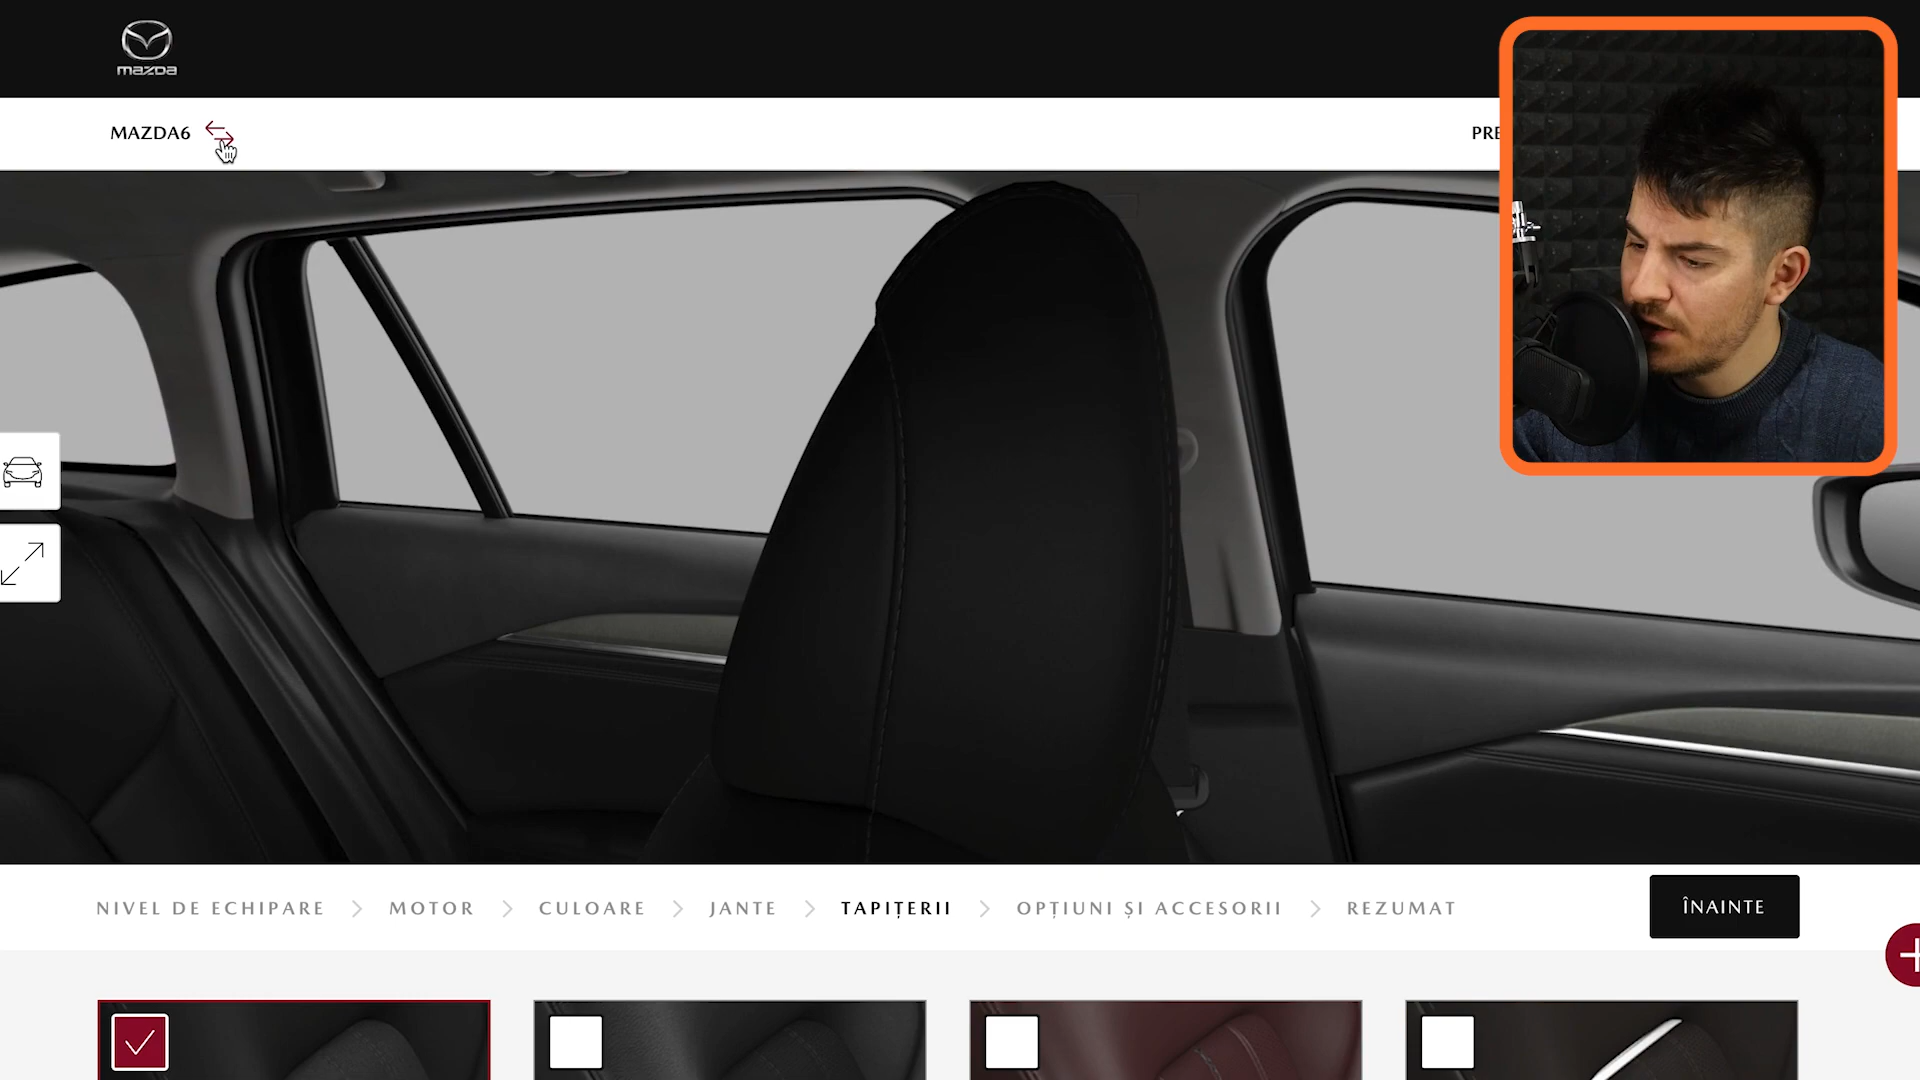 mazda
MAZDA6
PRE
NIVEL DE ECHIPARE
MOTOR
CULOARE
JANTE
TAPIȚERII
OPȚIUNI ȘI ACCESORII
REZUMAT
ÎNAINTE